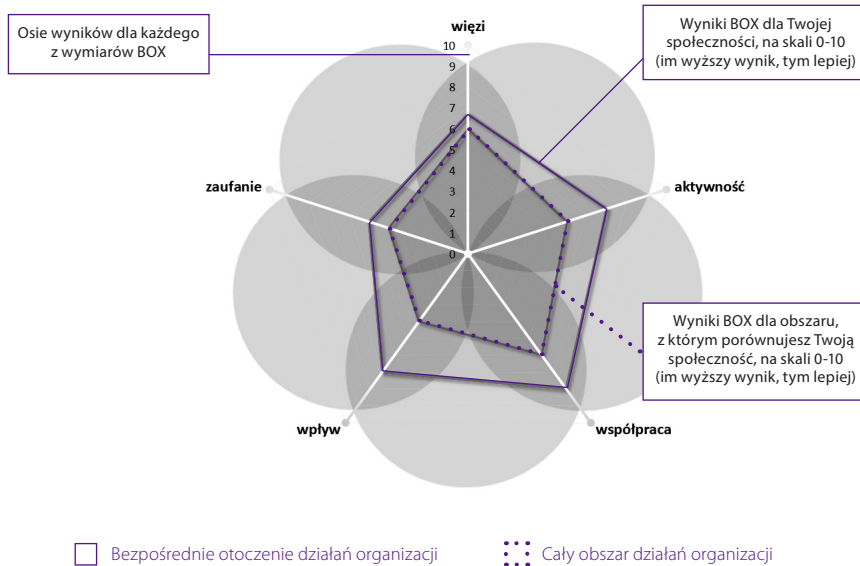 Osie wyników dla każdego
z wymiarów BOX
więzi
Wyniki BOX dla Twojej
społeczności, na skali 0-10
(im wyższy wynik, tym lepiej)
10
9
8
7
6
5
4
3
2
1
0
zaufanie
aktywność
Wyniki BOX dla obszaru,
z którym porównujesz Twoją
społeczność, na skali 0-10
(im wyższy wynik, tym lepiej)
wpływ
współpraca
Bezpośrednie otoczenie działań organizacji
Cały obszar działań organizacji